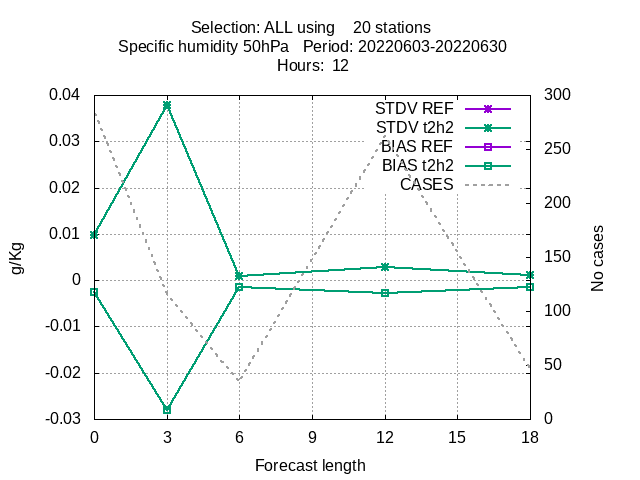 Selection: ALL using    20 stations
Specific humidity 50hPa   Period: 20220603-20220630
Hours:  12
0.04
0.03
0.02
0.01
0
-0.01
-0.02
-0.03
g/Kg
STDV REF
STDV t2h2
BIAS REF
BIAS t2h2
CASES
300
250
200
150
100
50
0
No cases
0 3 6 9 12 15 18
Forecast length